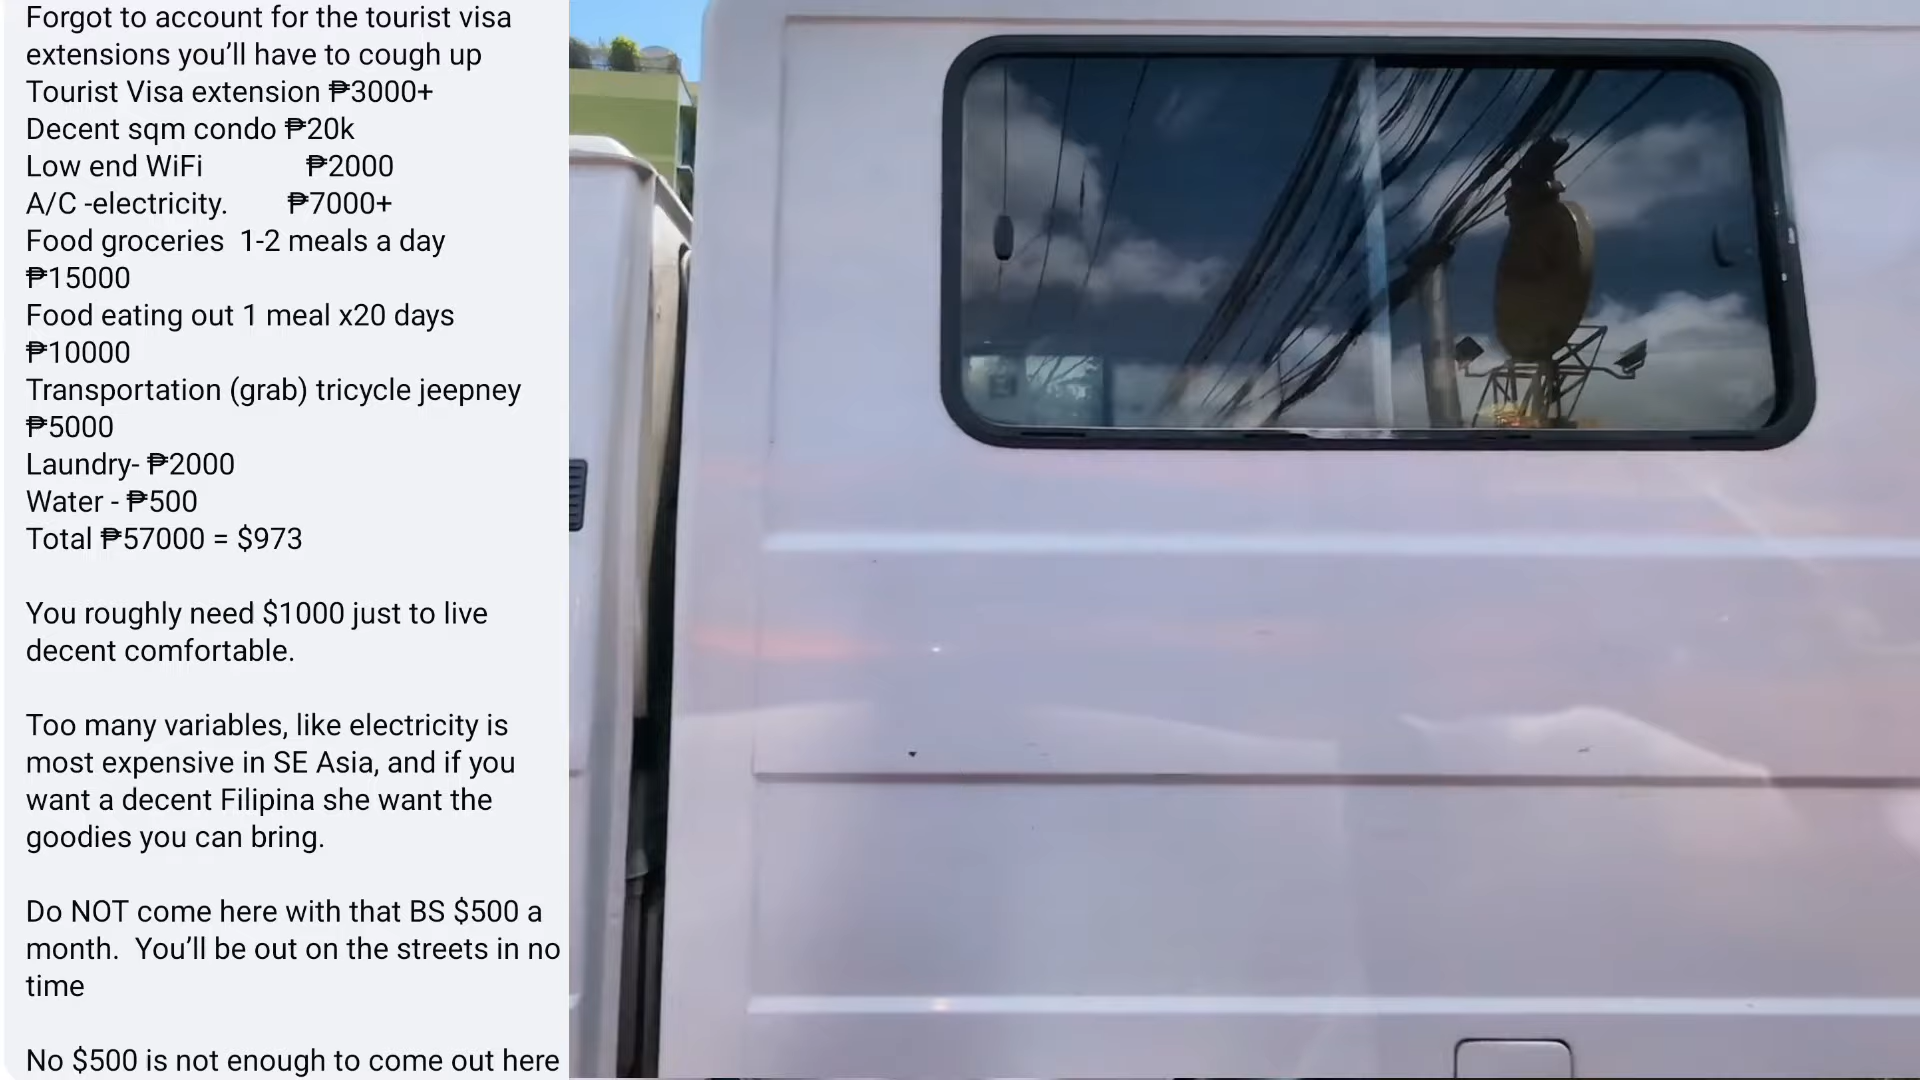 Forgot to account for the tourist visa
extensions you’ll have to cough up
Tourist Visa extension ₱3000+
Decent sqm condo ₱20k
Low end WiFi ₱2000
A/C -electricity. ₱7000+
Food groceries 1-2 meals a day
₱15000
Food eating out 1 meal x20 days
₱10000
Transportation (grab) tricycle jeepney
₱5000
Laundry- ₱2000
Water - ₱500
Total ₱57000 = $973
You roughly need $1000 just to live
decent comfortable.
Too many variables, like electricity is
most expensive in SE Asia, and if you
want a decent Filipina she want the
goodies you can bring.
Do NOT come here with that BS $500 a
month. You’ll be out on the streets in no
time
No $500 is not enough to come out here